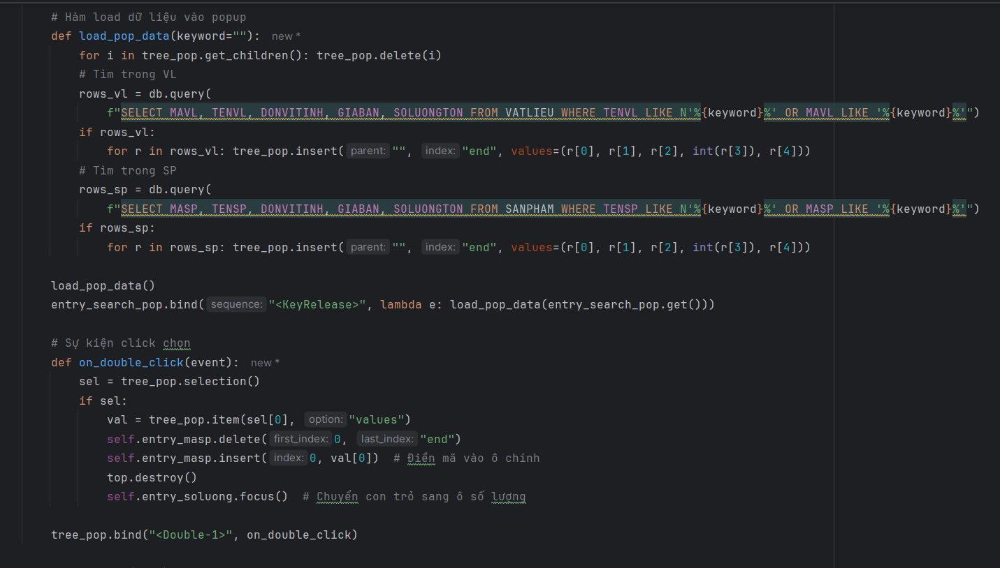 # Hàm load dữ liệu vào popup
def load_pop_data(keyword=""): new *
for i in tree_pop.get_children(): tree_pop.delete(i)
# Tìm trong VL
rows_vl = db.query(
f"SELECT MAVL, TENVL, DONVITINH, GIABAN, SOLUONGTON FROM VATLIEU WHERE TENVL LIKE N'%{keyword}%' OR MAVL LIKE '%{keyword}%'")
if rows_vl:
for r in rows_vl: tree_pop.insert( parent: "", index: "end", values=(r[0], r[1], r[2], int(r[3]), r[4]))
# Tìm trong SP
rows_sp = db.query(
f"SELECT MASP, TENSP, DONVITINH, GIABAN, SOLUONGTON FROM SANPHAM WHERE TENSP LIKE N'%{keyword}%' OR MASP LIKE '%{keyword}%'")
if rows_sp:
for r in rows_sp: tree_pop.insert( parent: "", index: "end", values=(r[0], r[1], r[2], int(r[3]), r[4]))
load_pop_data()
entry_search_pop.bind( sequence: "<KeyRelease>", lambda e: load_pop_data(entry_search_pop.get()))
# Sự kiện click chọn
def on_double_click(event): new *
sel = tree_pop.selection()
if sel:
val = tree_pop.item(sel[0], option: "values")
self.entry_masp.delete( first_index: 0, last_index: "end")
self.entry_masp.insert( index: 0, val[0]) # Điền mã vào ô chính
top.destroy()
self.entry_soluong.focus() # Chuyển con trỏ sang ô số lượng
tree_pop.bind("<Double-1>", on_double_click)